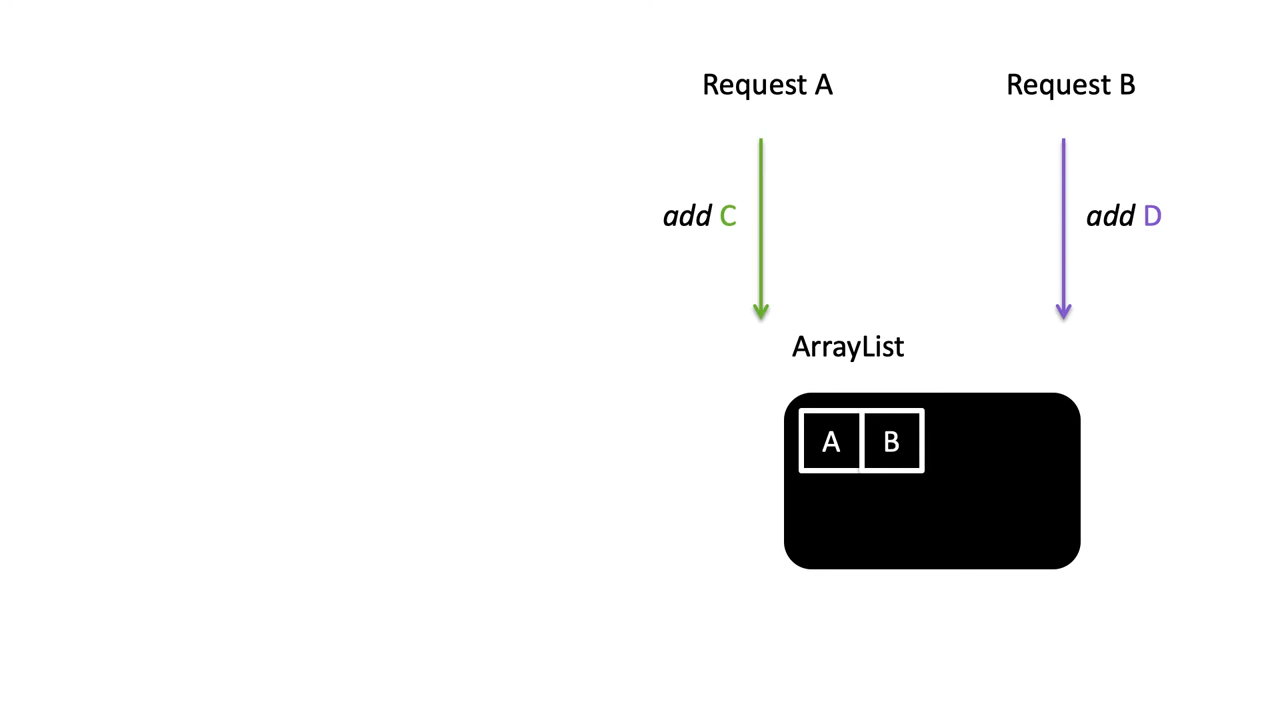 Request A
Request B
add C
add D
ArrayList
A
B